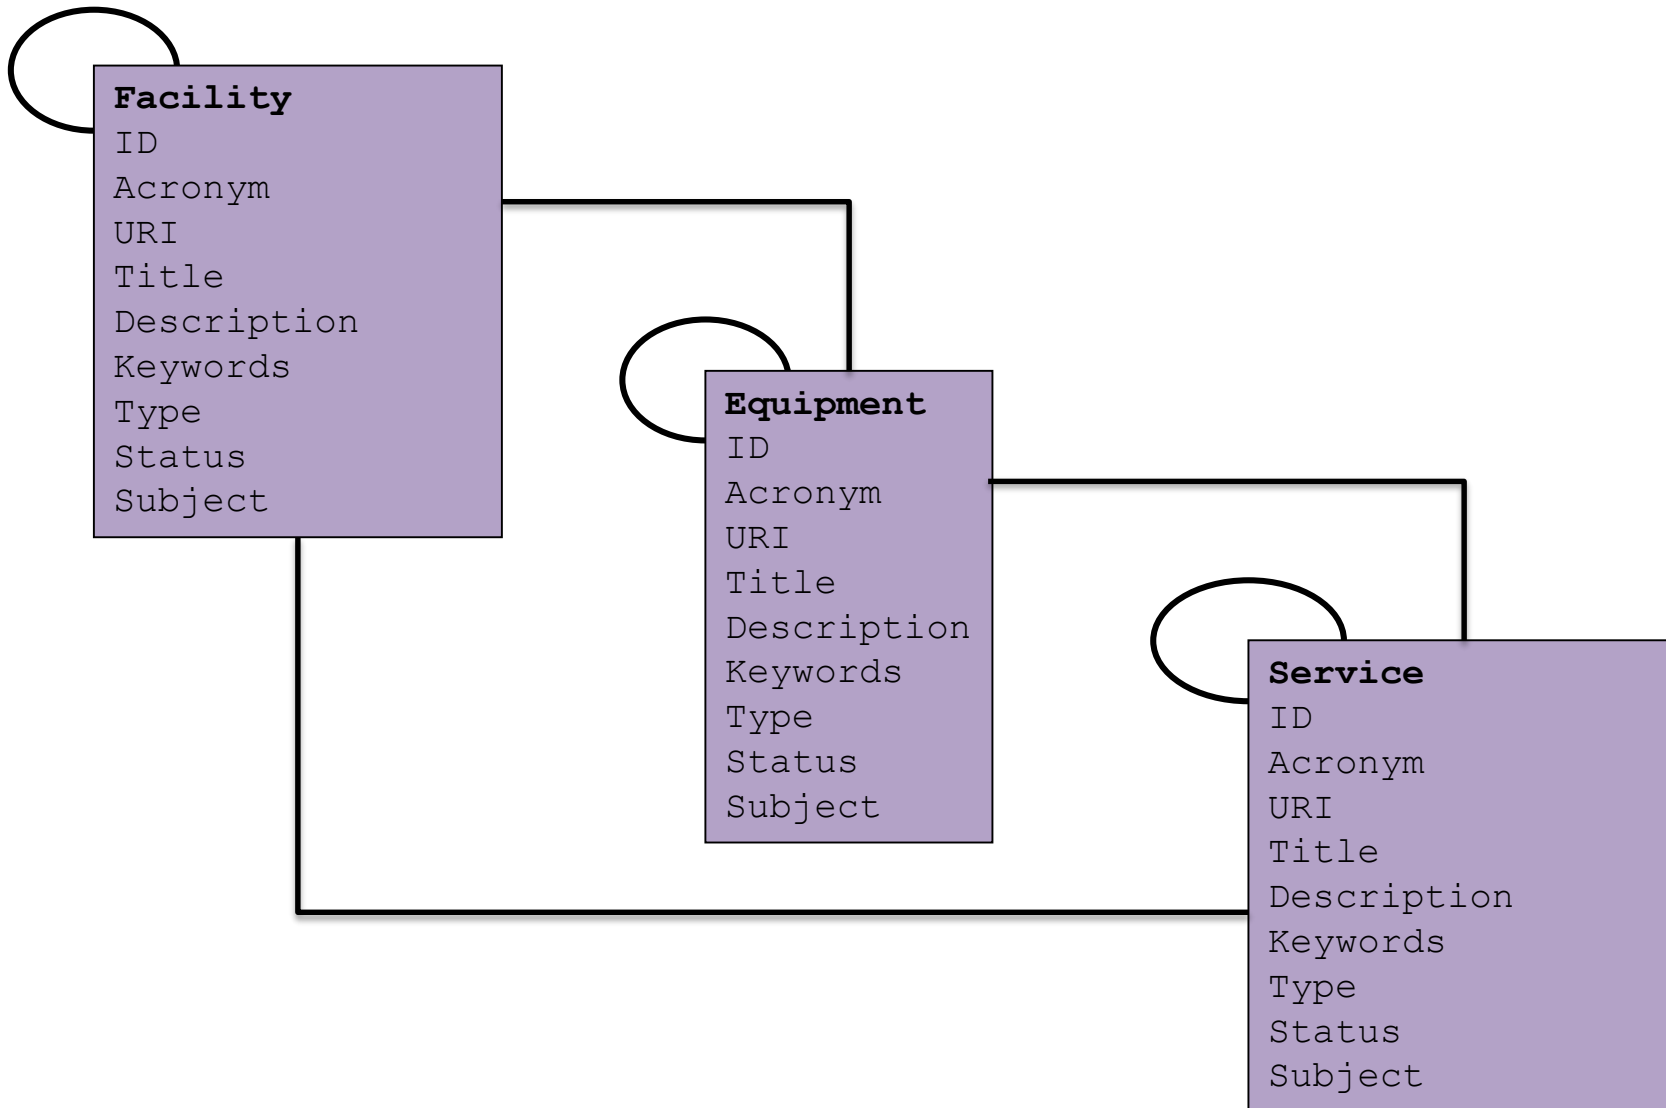 Facility
ID
Acronym
URI
Title
Description
Keywords
Type
Status
Subject
Equipment
ID
Acronym
URI
Title
Description
Keywords
Type
Status
Subject
Service
ID
Acronym
URI
Title
Description
Keywords
Type
Status
Subject